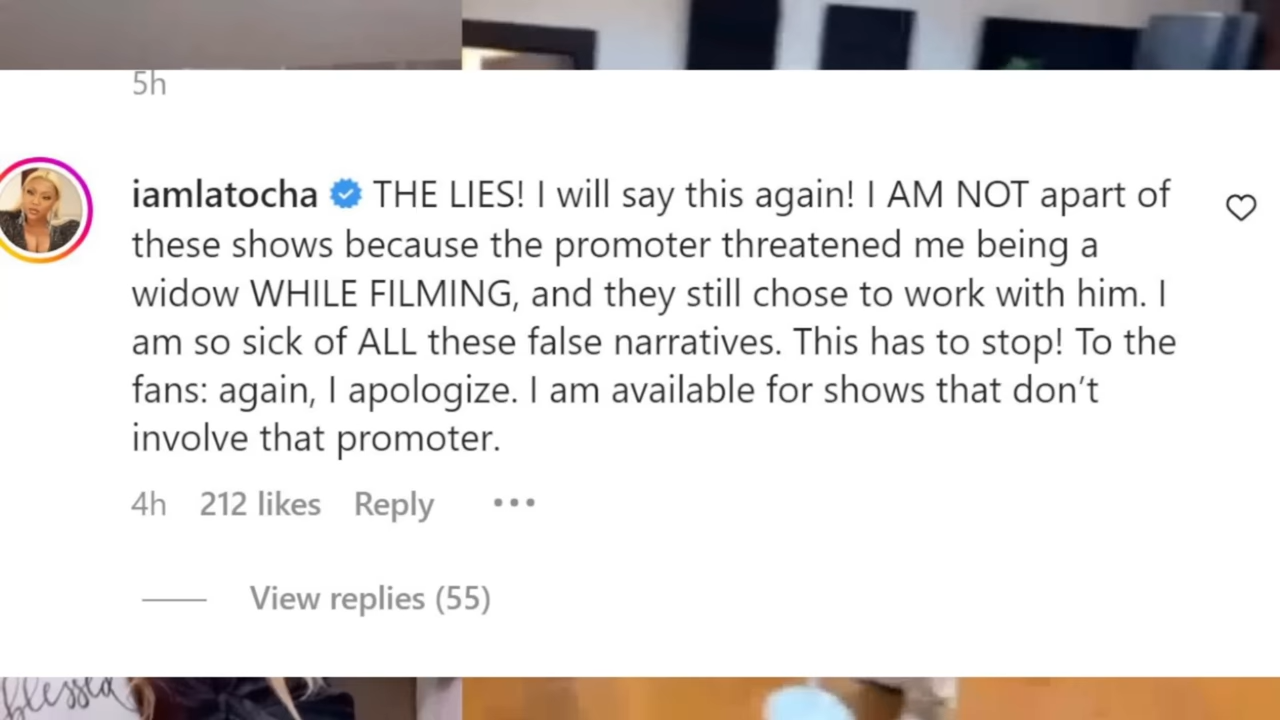 5h
iamlatocha THE LIES! I will say this again! I AM NOT apart of
these shows because the promoter threatened me being a
widow WHILE FILMING, and they still chose to work with him. I
am so sick of ALL these false narratives. This has to stop! To the
fans: again, I apologize. I am available for shows that don’t
involve that promoter.
4h 212 likes Reply •••
View replies (55)
blessed